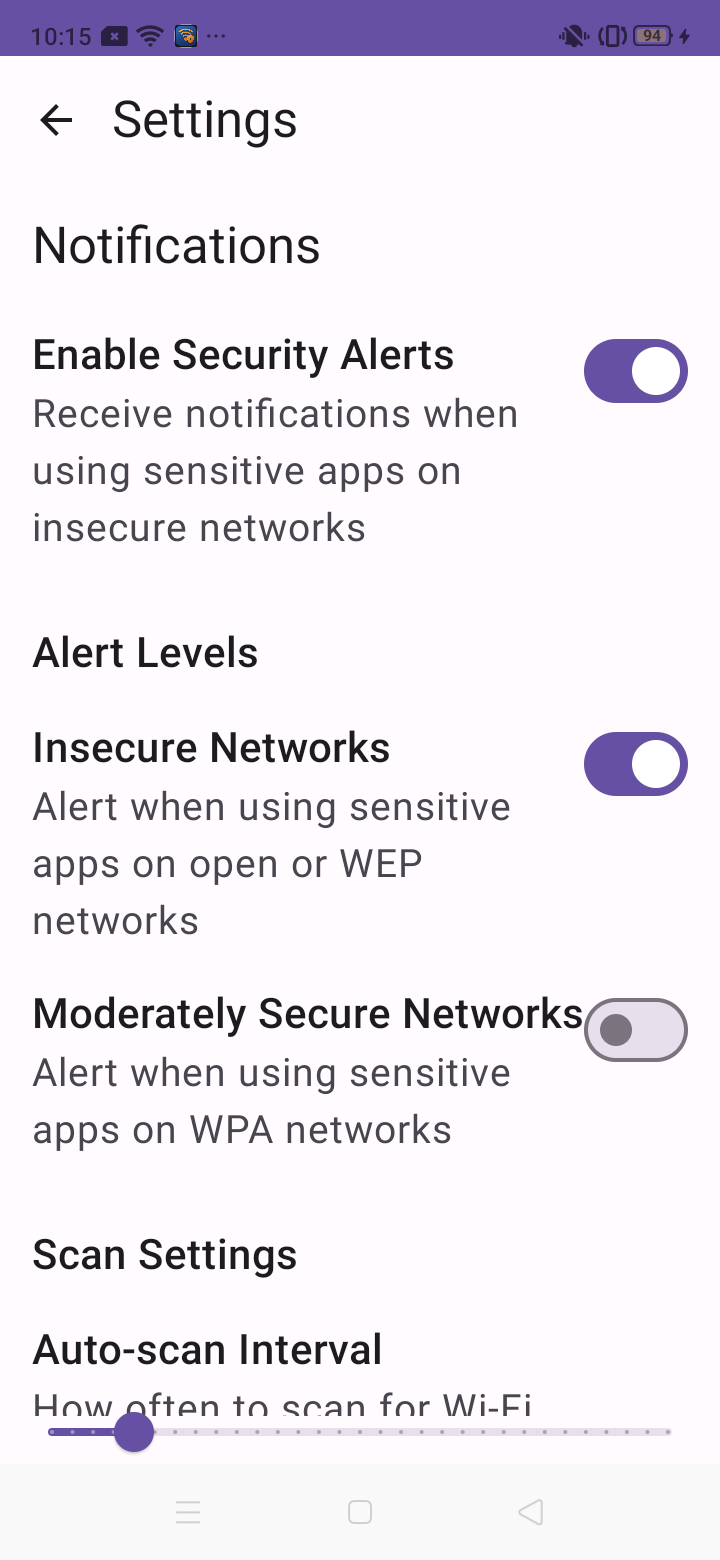 10:15
94
Settings
Notifications
Enable Security Alerts
Receive notifications when
using sensitive apps on
insecure networks
Alert Levels
Insecure Networks
Alert when using sensitive
apps on open or WEP
networks
Moderately Secure Networks
Alert when using sensitive
apps on WPA networks
Scan Settings
Auto-scan Interval
How often to scan for Wi-Fi